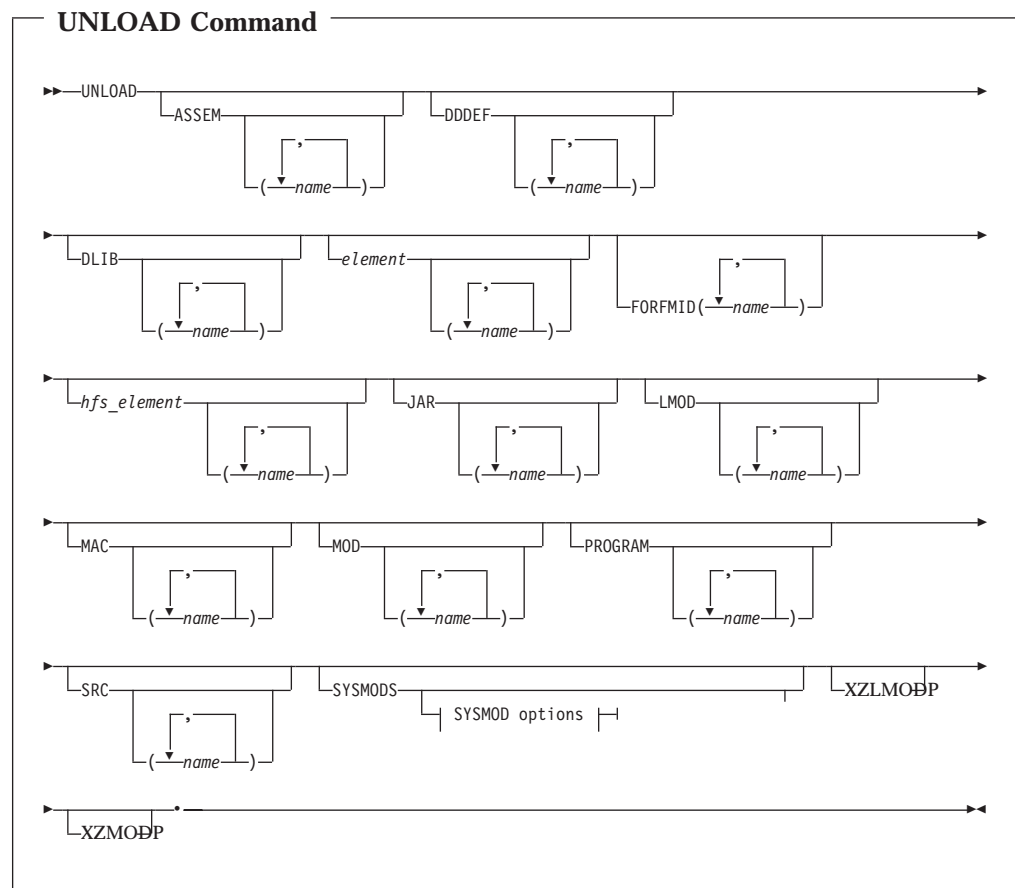 UNLOAD Command
UNLOAD
ASSEM
,
( name )
DDDEF
,
( name )
DLIB
,
( name )
element
,
( name )
FORFMID( name )
,
hfs_element
,
( name )
JAR
,
( name )
LMOD
,
( name )
MAC
,
( name )
MOD
,
( name )
PROGRAM
,
( name )
SRC
,
( name )
SYSMODS
SYSMOD options
XZLMODP
XZMODP
.